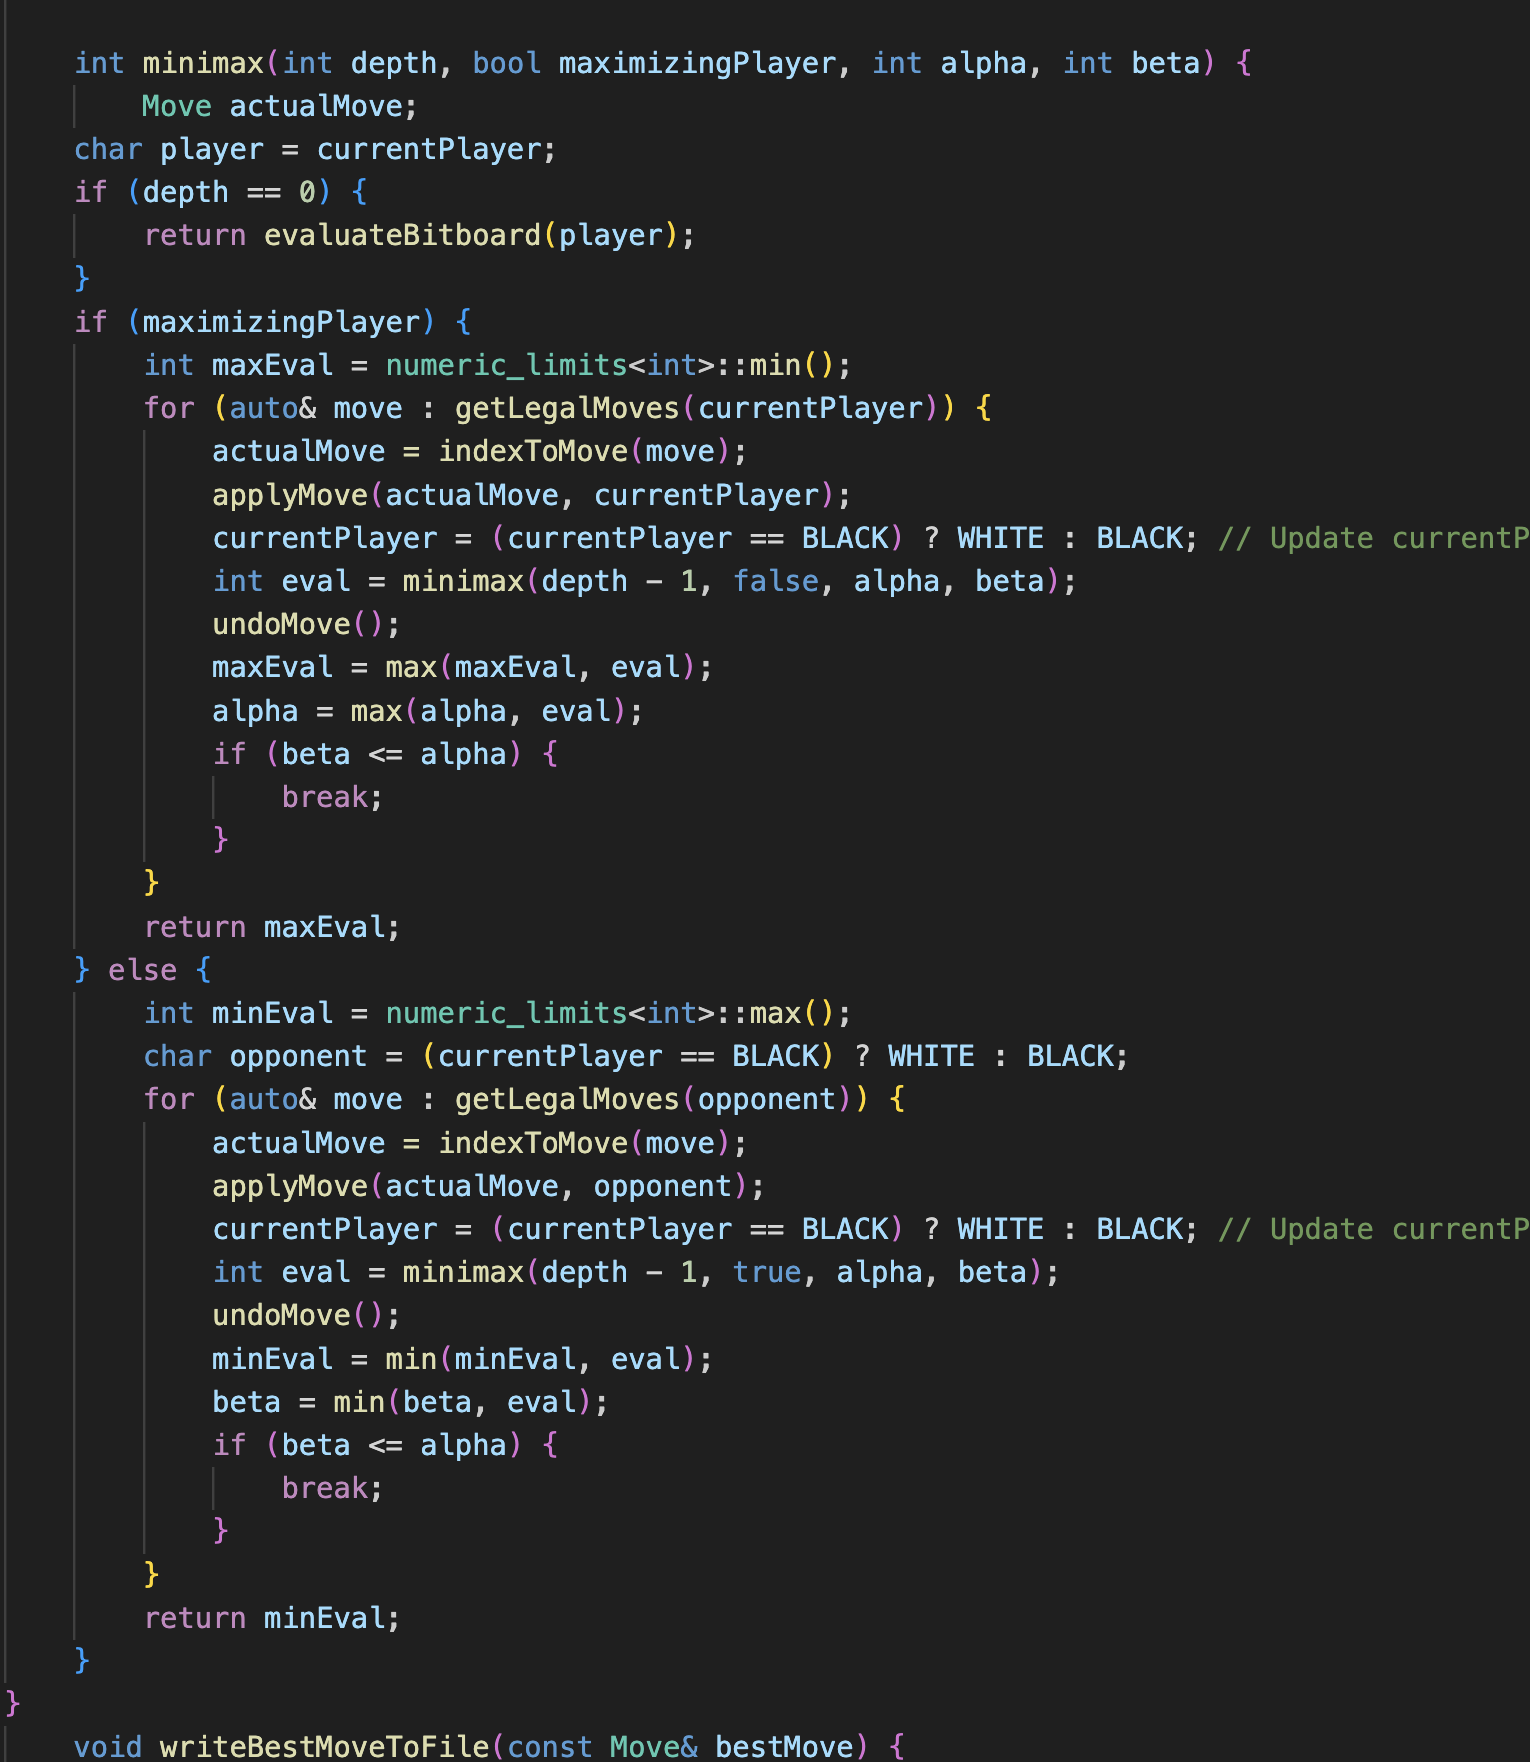 int minimax(int depth, bool maximizingPlayer, int alpha, int beta) {
Move actualMove;
char player = currentPlayer;
if (depth == 0) {
return evaluateBitboard(player);
}
if (maximizingPlayer) {
int maxEval = numeric_limits<int>::min();
for (auto& move : getLegalMoves(currentPlayer)) {
actualMove = indexToMove(move);
applyMove(actualMove, currentPlayer);
currentPlayer = (currentPlayer == BLACK) ? WHITE : BLACK; // Update currentP
int eval = minimax(depth - 1, false, alpha, beta);
undoMove();
maxEval = max(maxEval, eval);
alpha = max(alpha, eval);
if (beta <= alpha) {
break;
}
}
return maxEval;
} else {
int minEval = numeric_limits<int>::max();
char opponent = (currentPlayer == BLACK) ? WHITE : BLACK;
for (auto& move : getLegalMoves(opponent)) {
actualMove = indexToMove(move);
applyMove(actualMove, opponent);
currentPlayer = (currentPlayer == BLACK) ? WHITE : BLACK; // Update currentP
int eval = minimax(depth - 1, true, alpha, beta);
undoMove();
minEval = min(minEval, eval);
beta = min(beta, eval);
if (beta <= alpha) {
break;
}
}
return minEval;
}
}
void writeBestMoveToFile(const Move& bestMove) {